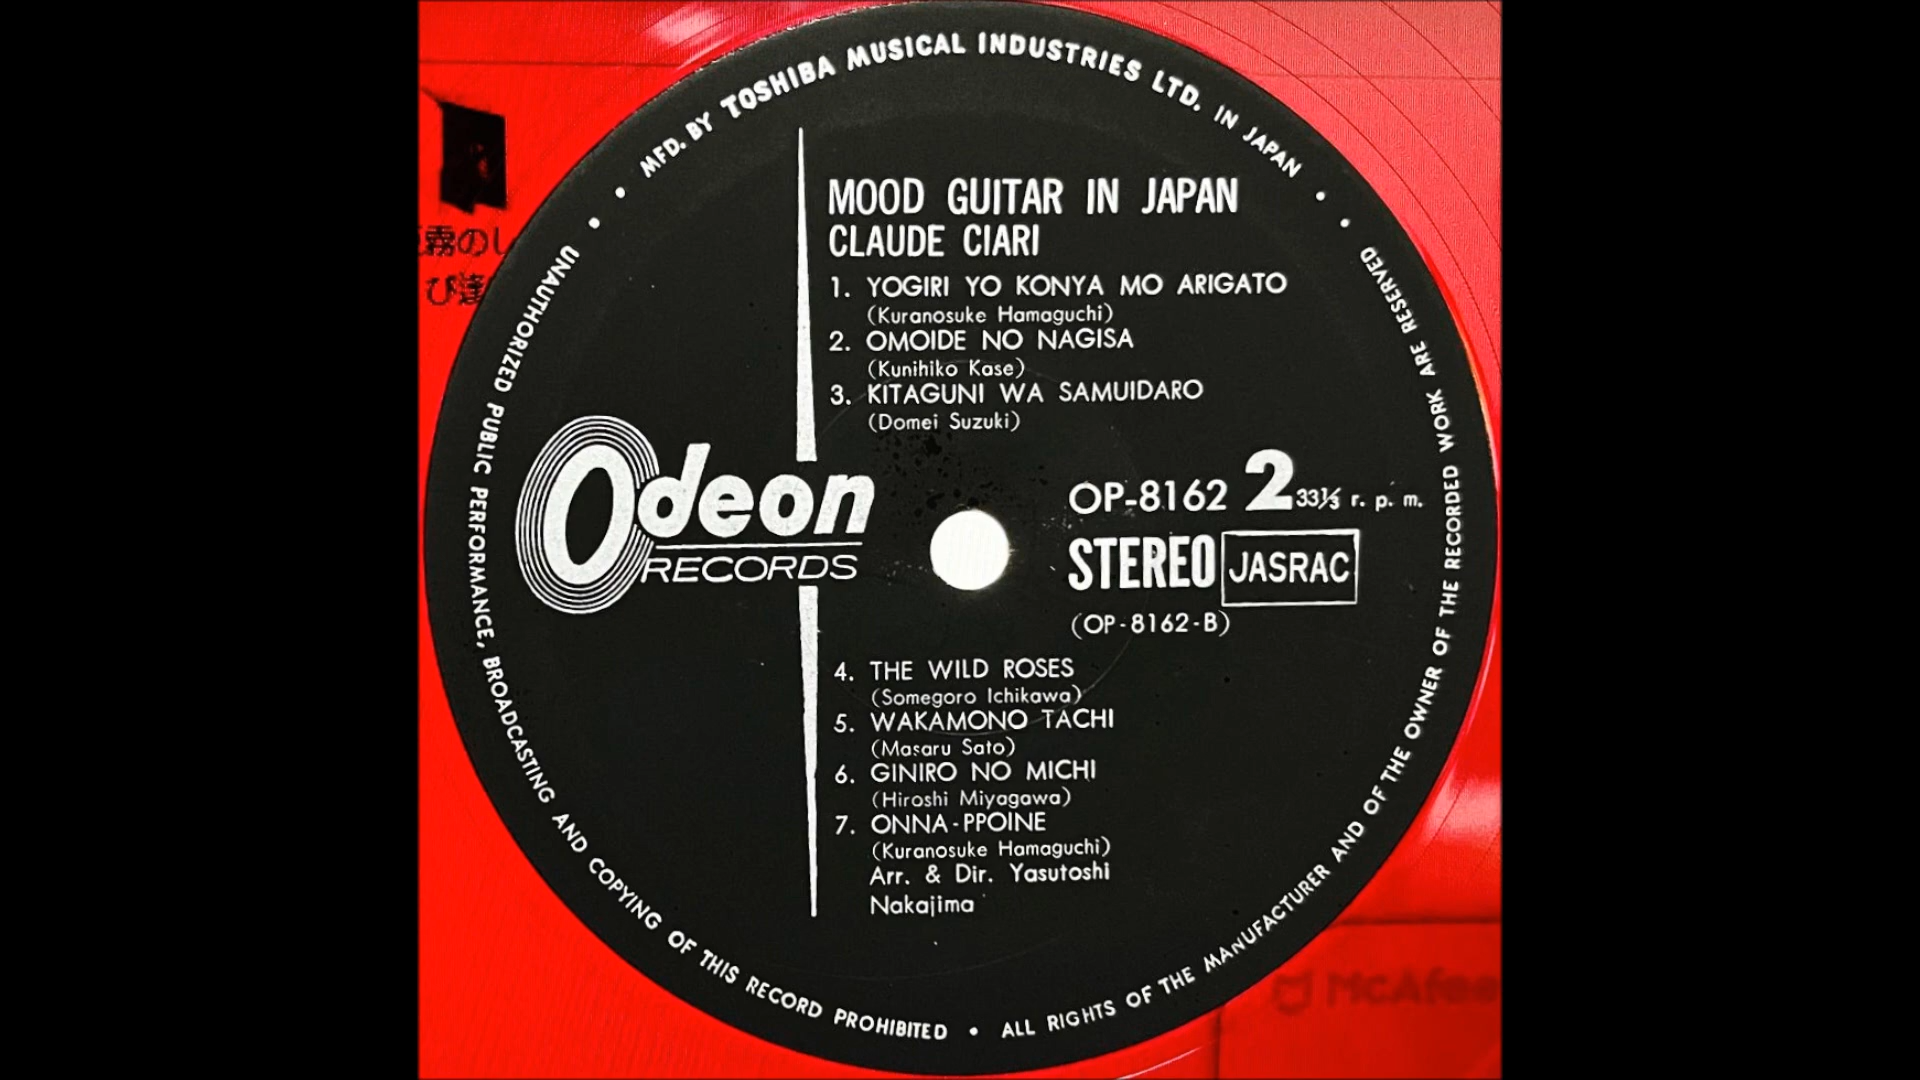 MFD. BY TOSHIBA MUSICAL INDUSTRIES LTD. IN JAPAN
MOOD GUITAR IN JAPAN
CLAUDE CIARI
1. YOGIRI YO KONYA MO ARIGATO
(Kuranosuke Hamaguchi)
2. OMOIDE NO NAGISA
(Kunihiko Kase)
3. KITAGUNI WA SAMUIDARO
(Domei Suzuki)
Odeon
RECORDS
OP-8162 2 33⅓ r. p. m.
STEREO JASRAC
(OP-8162-B)
4. THE WILD ROSES
(Somegoro Ichikawa)
5. WAKAMONO TACHI
(Masaru Sato)
6. GINIRO NO MICHI
(Hiroshi Miyagawa)
7. ONNA-PPOINE
(Kuranosuke Hamaguchi)
Arr. & Dir. Yasutoshi
Nakajima
UNAUTHORIZED PUBLIC PERFORMANCE, BROADCASTING AND COPYING OF THIS RECORD PROHIBITED • ALL RIGHTS OF THE MANUFACTURER AND OF THE OWNER OF THE RECORDED WORK ARE RESERVED
霧のし
び逢
McAfee